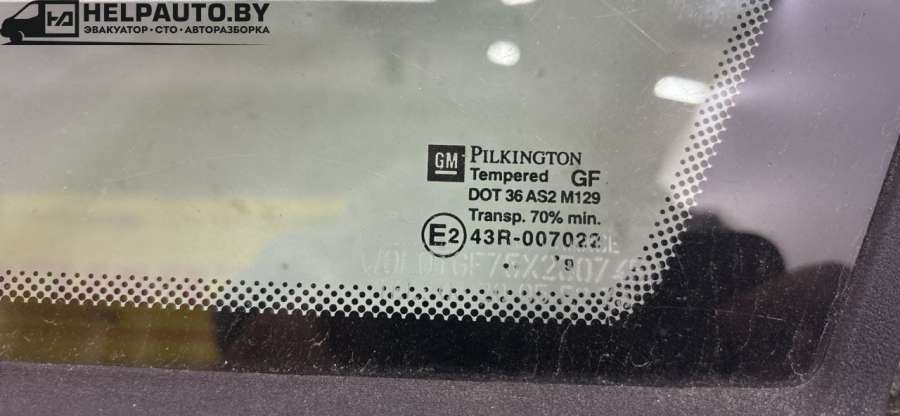 HELPAUTO.BY
ЭВАКУАТОР • СТО • АВТОРАЗБОРКА
GM PILKINGTON
Tempered GF
DOT 36 AS2 M129
Transp. 70% min.
E2 43R-007022
.. '9